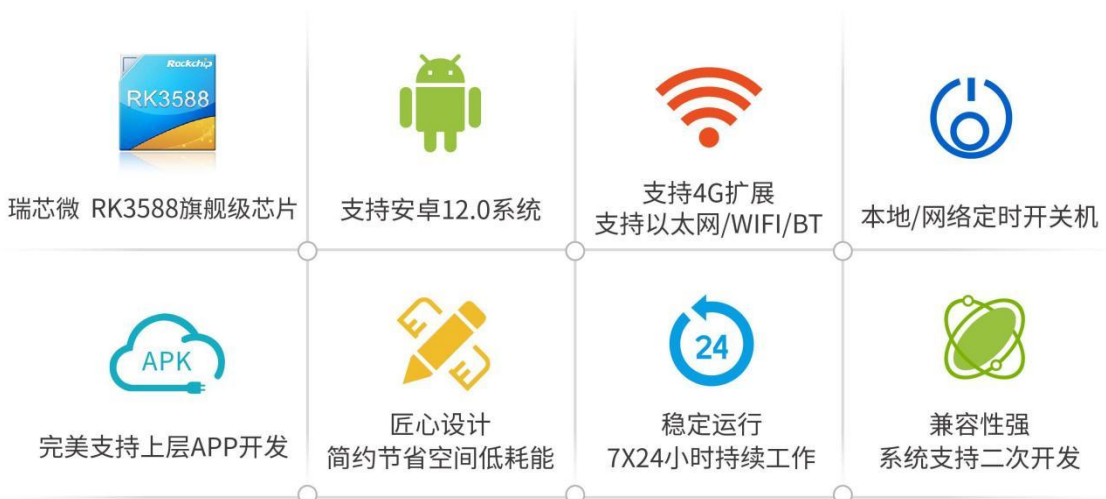 Rockchip
RK3588
瑞芯微 RK3588旗舰级芯片
支持安卓12.0系统
支持4G扩展
支持以太网/WIFI/BT
本地/网络定时开关机
APK
完美支持上层APP开发
匠心设计
简约节省空间低耗能
24
稳定运行
7X24小时持续工作
兼容性强
系统支持二次开发